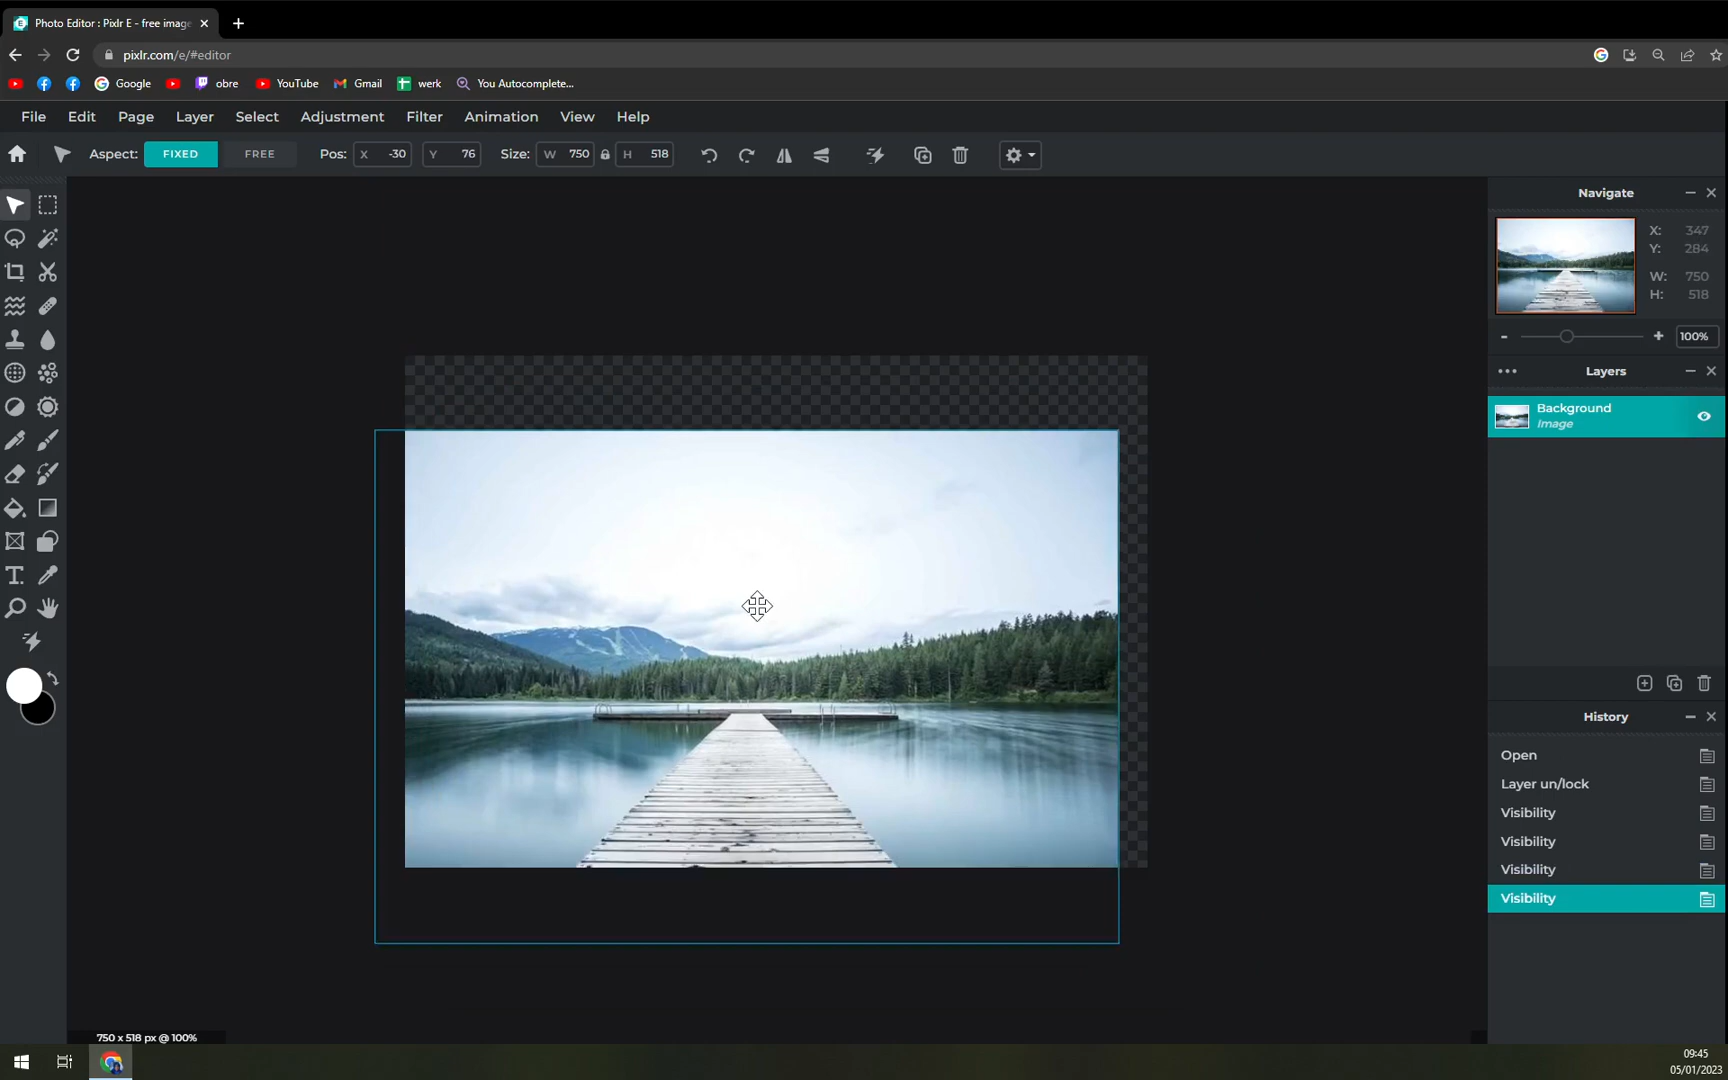 Photo Editor : Pixlr E - free image
pixlr.com/e/#editor
Google
obre
YouTube
Gmail
werk
You Autocomplete...
File Edit Page Layer Select Adjustment Filter Animation View Help
Aspect: FIXED FREE Pos: X -30 Y 76 Size: W 750 H 518
Navigate
X: 347
Y: 284
W: 750
H: 518
100%
Layers
Background
Image
History
Open
Layer un/lock
Visibility
Visibility
Visibility
Visibility
750 x 518 px @ 100%
09:45
05/01/2023